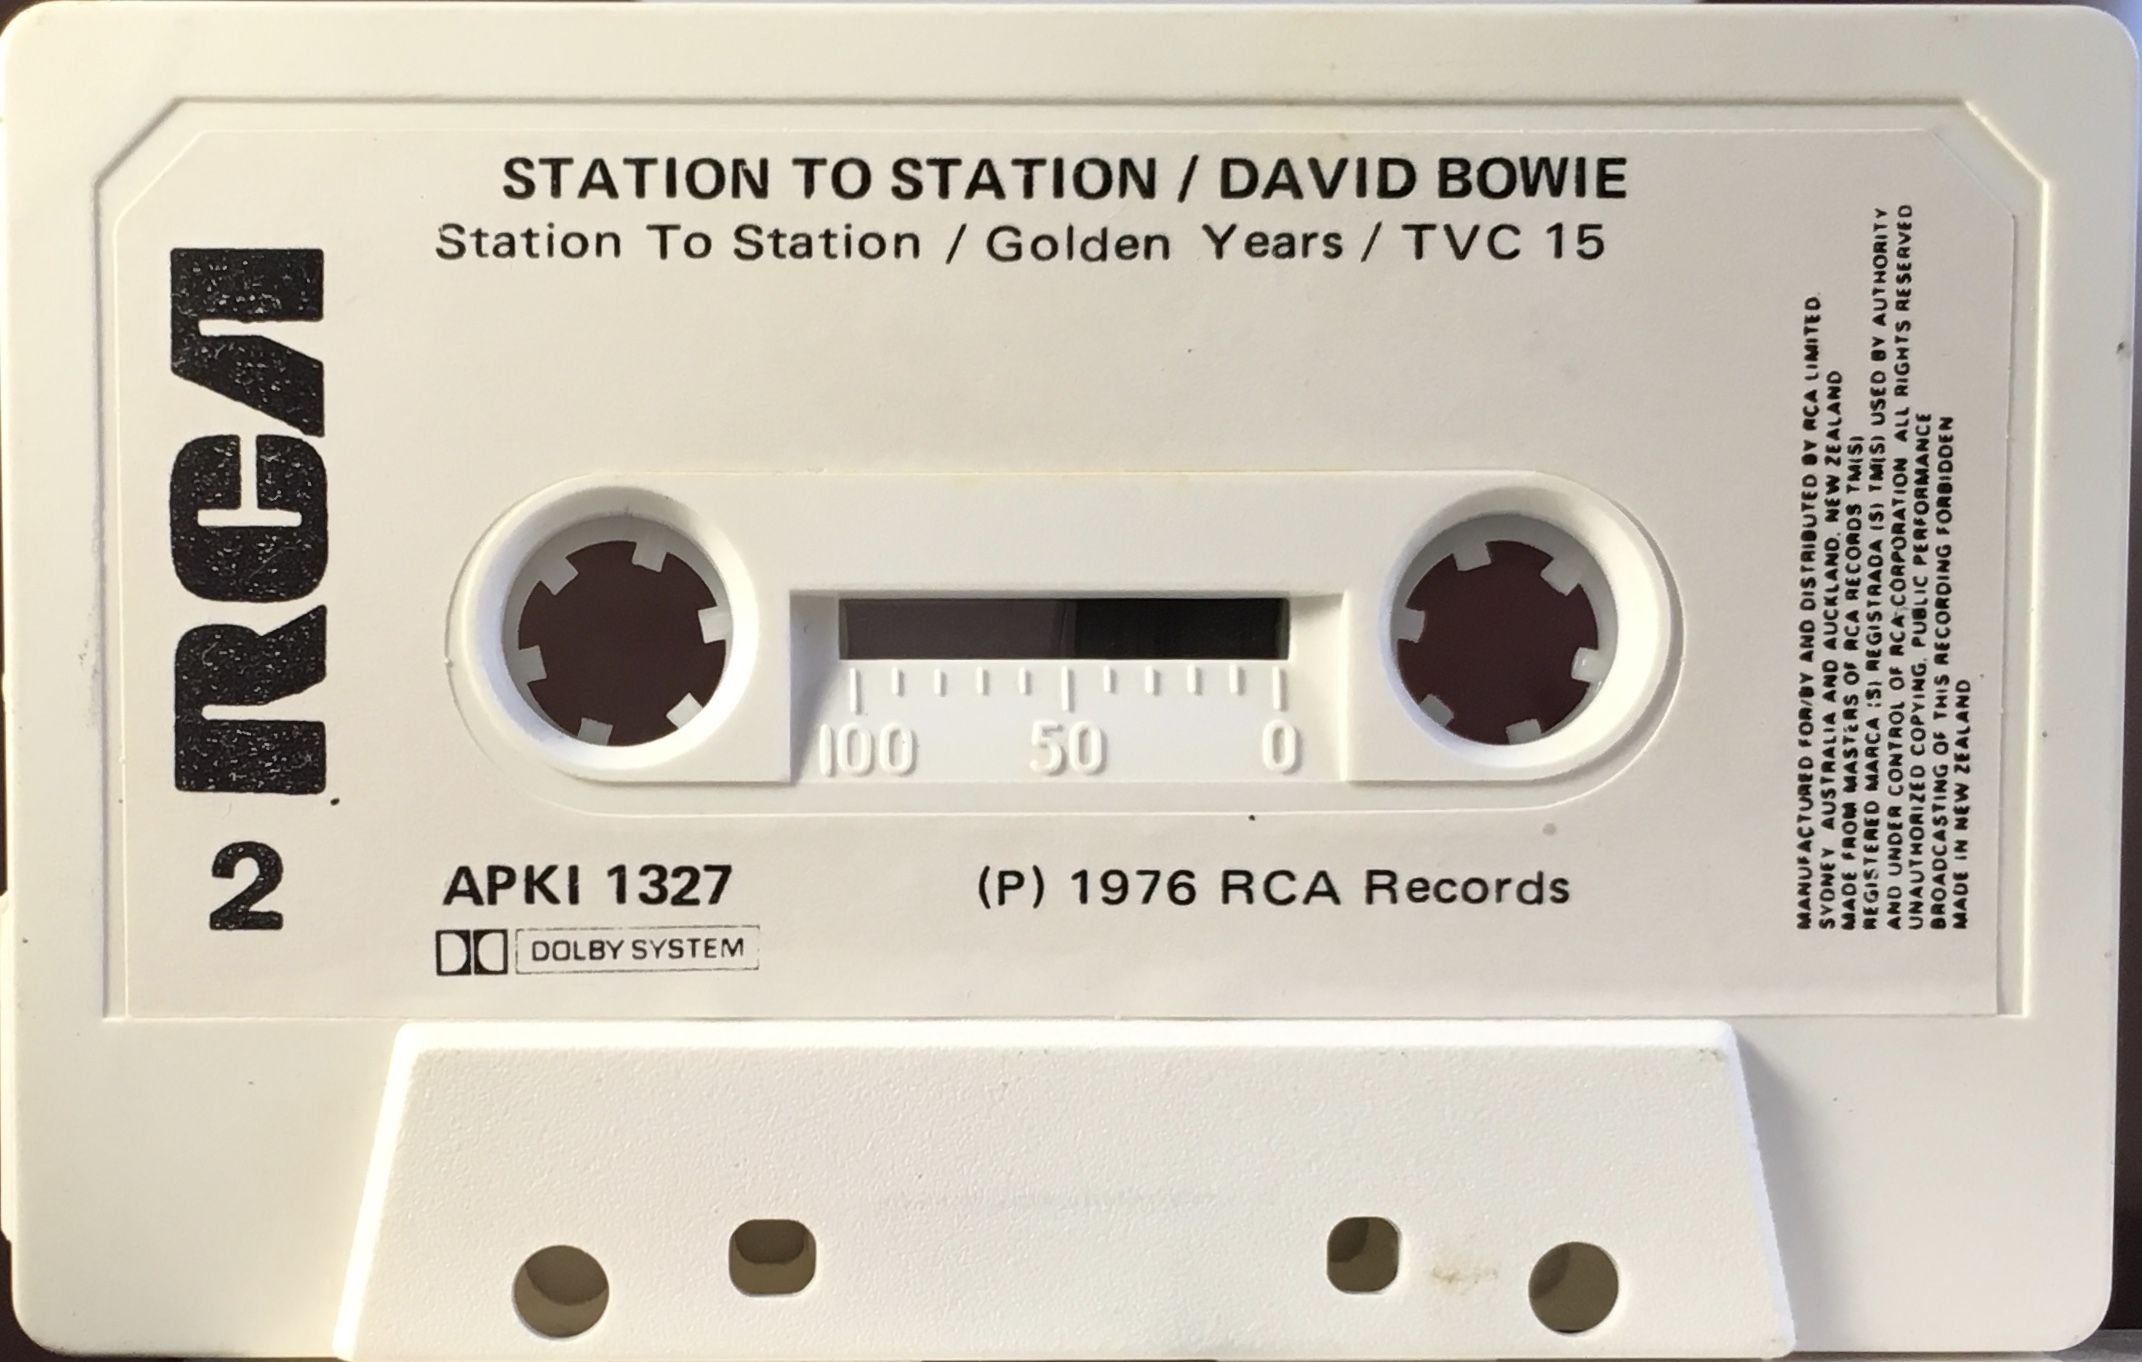 STATION TO STATION / DAVID BOWIE
Station To Station / Golden Years / TVC 15
RCA
2
100 50 0
APKI 1327
(P) 1976 RCA Records
DOLBY SYSTEM
MANUFACTURED FOR/BY AND DISTRIBUTED BY RCA LIMITED.
SYDNEY AUSTRALIA AND AUCKLAND, NEW ZEALAND
MADE FROM MASTERS OF RCA RECORDS TM(S)
REGISTERED MARCA (S) REGISTRADA (S) TM(S) USED BY AUTHORITY
AND UNDER CONTROL OF RCA CORPORATION ALL RIGHTS RESERVED
UNAUTHORIZED COPYING, PUBLIC PERFORMANCE
BROADCASTING OF THIS RECORDING FORBIDDEN
MADE IN NEW ZEALAND